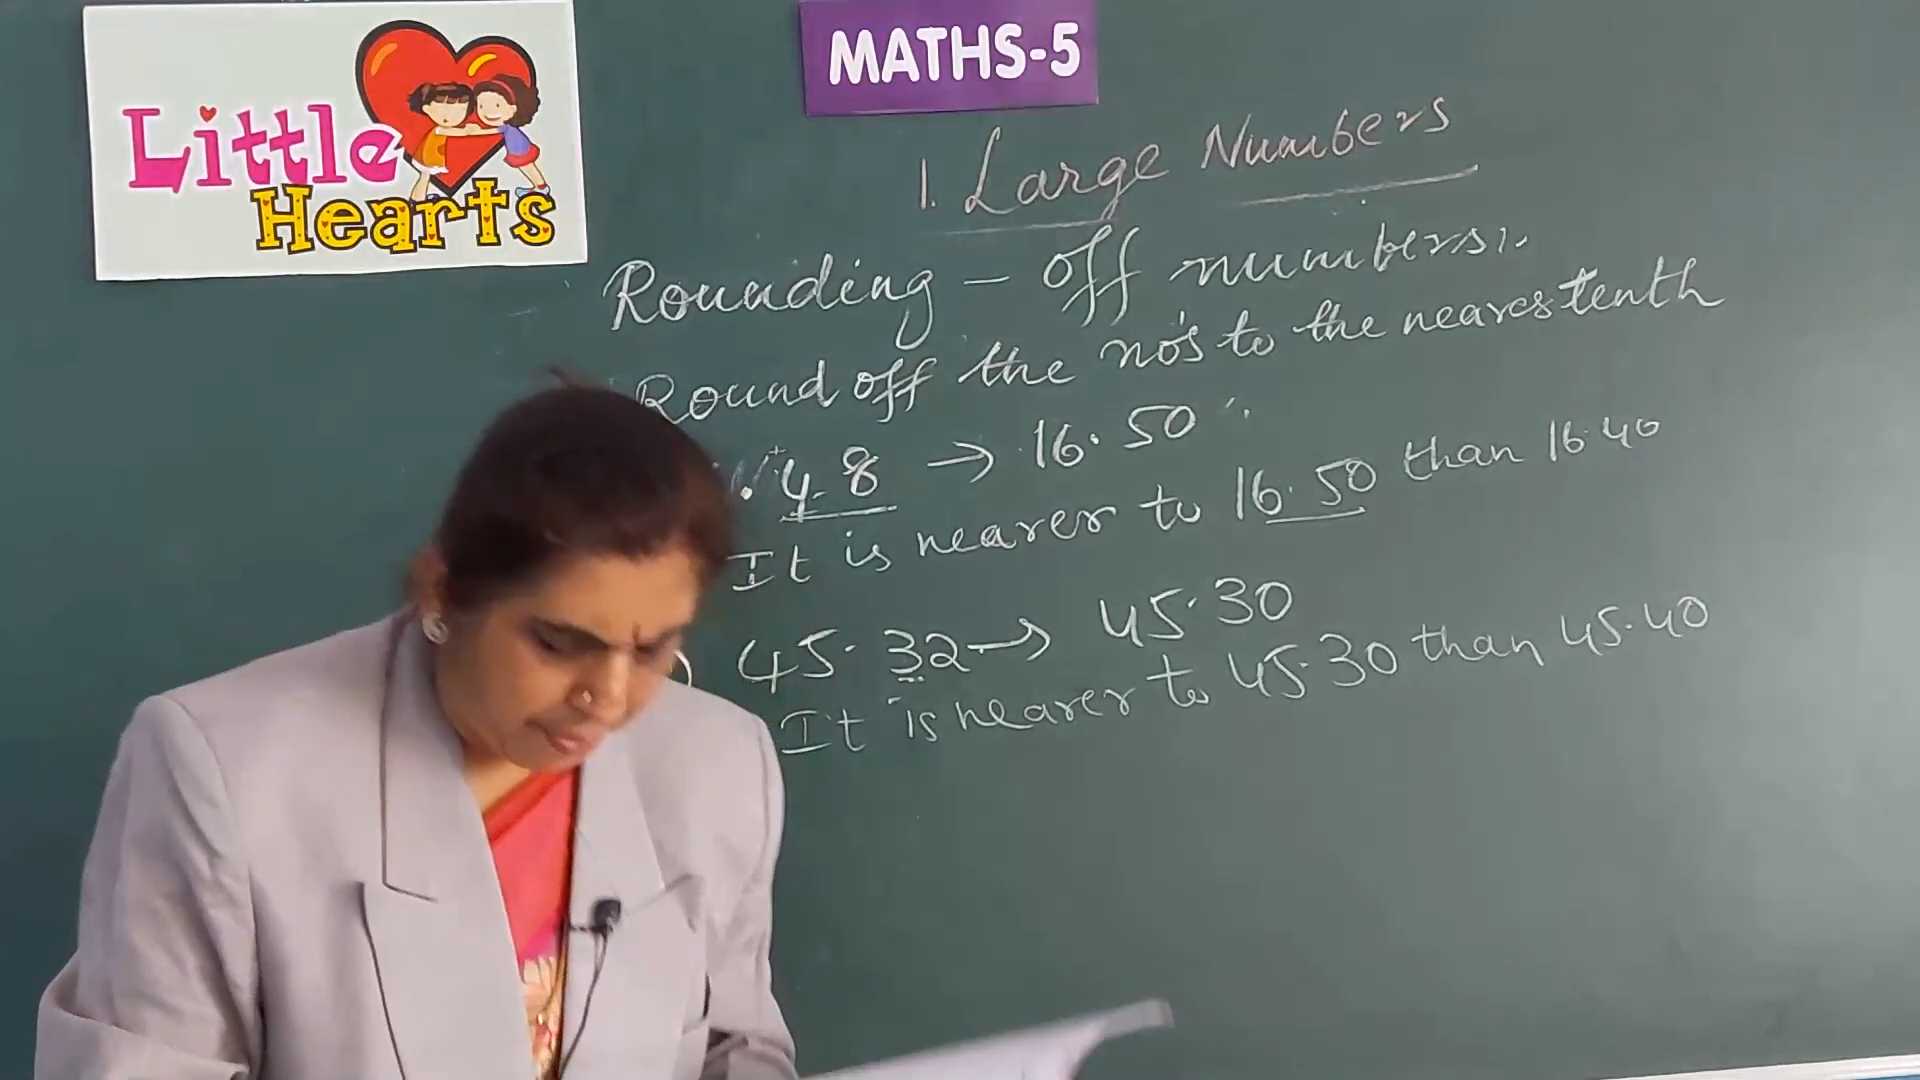 Little
Hearts
MATHS-5
1. Large Numbers
Rounding - off numbers:.
Round off the no's to the nearest tenth
.48 → 16.50
It is nearer to 16.50 than 16.40
45.32 → 45.30
It is nearer to 45.30 than 45.40